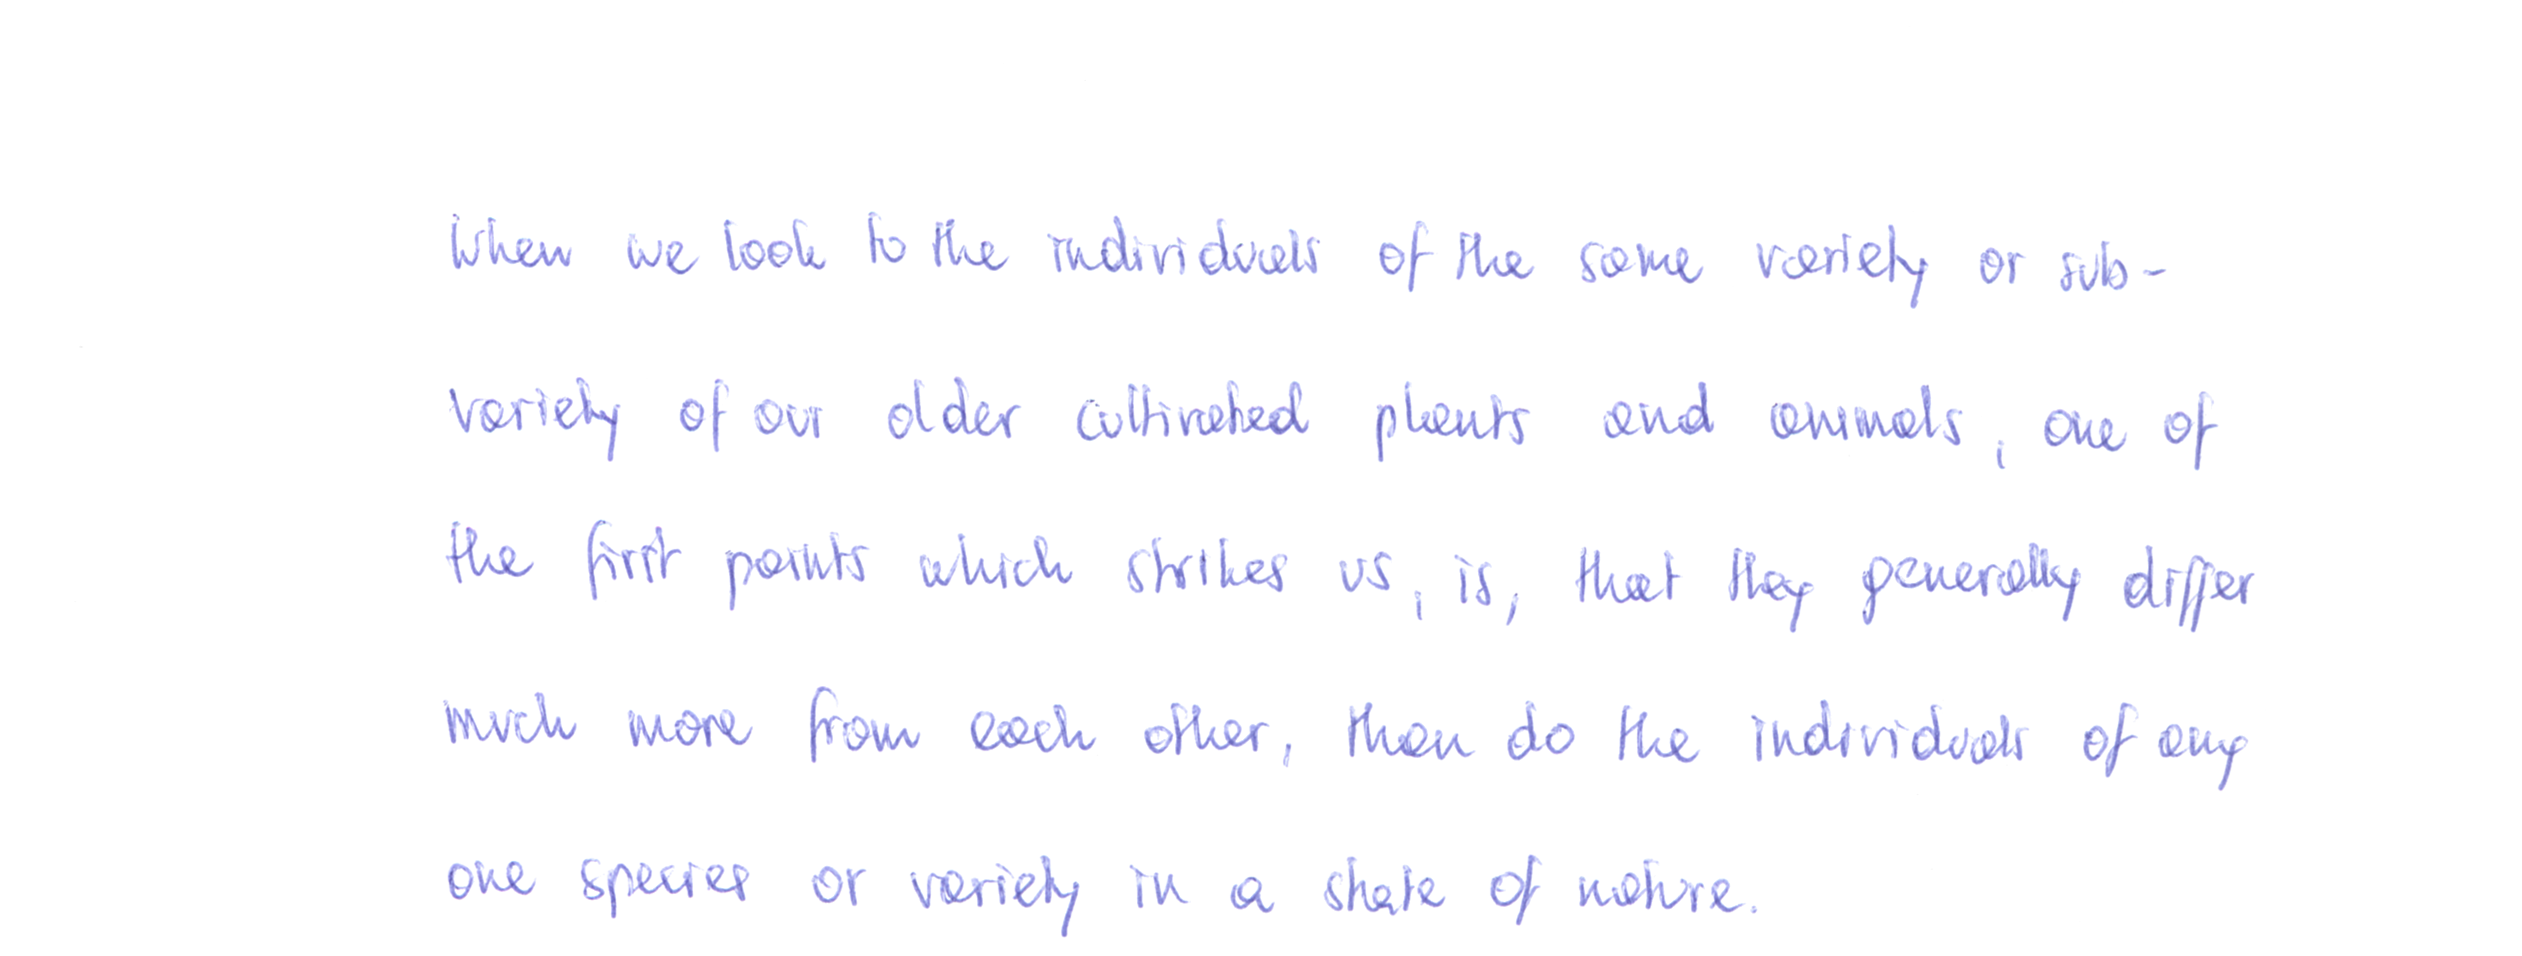 When we look to the individuals of the same variety or sub-
variety of our older cultivated plants and animals, one of
the first points which strikes us, is, that they generally differ
much more from each other, than do the individuals of any
one species or variety in a state of nature.